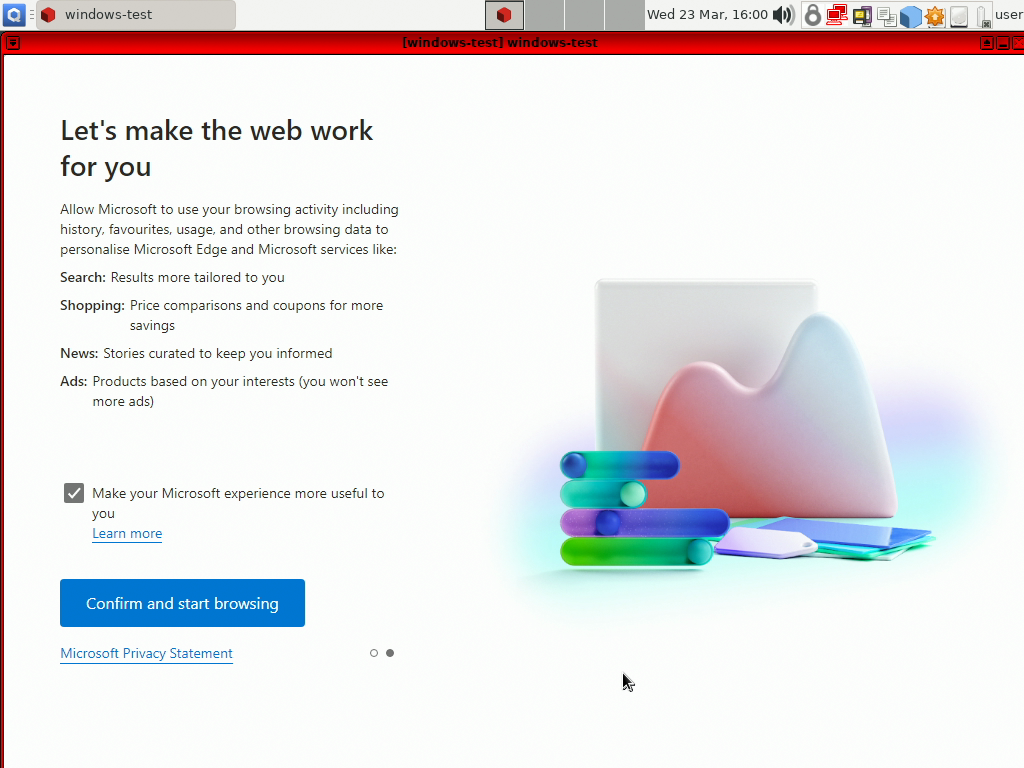 windows-test
Wed 23 Mar, 16:00
user
[windows-test] windows-test
Let's make the web work
for you
Allow Microsoft to use your browsing activity including
history, favourites, usage, and other browsing data to
personalise Microsoft Edge and Microsoft services like:
Search: Results more tailored to you
Shopping: Price comparisons and coupons for more
savings
News: Stories curated to keep you informed
Ads: Products based on your interests (you won't see
more ads)
Make your Microsoft experience more useful to
you
Learn more
Confirm and start browsing
Microsoft Privacy Statement